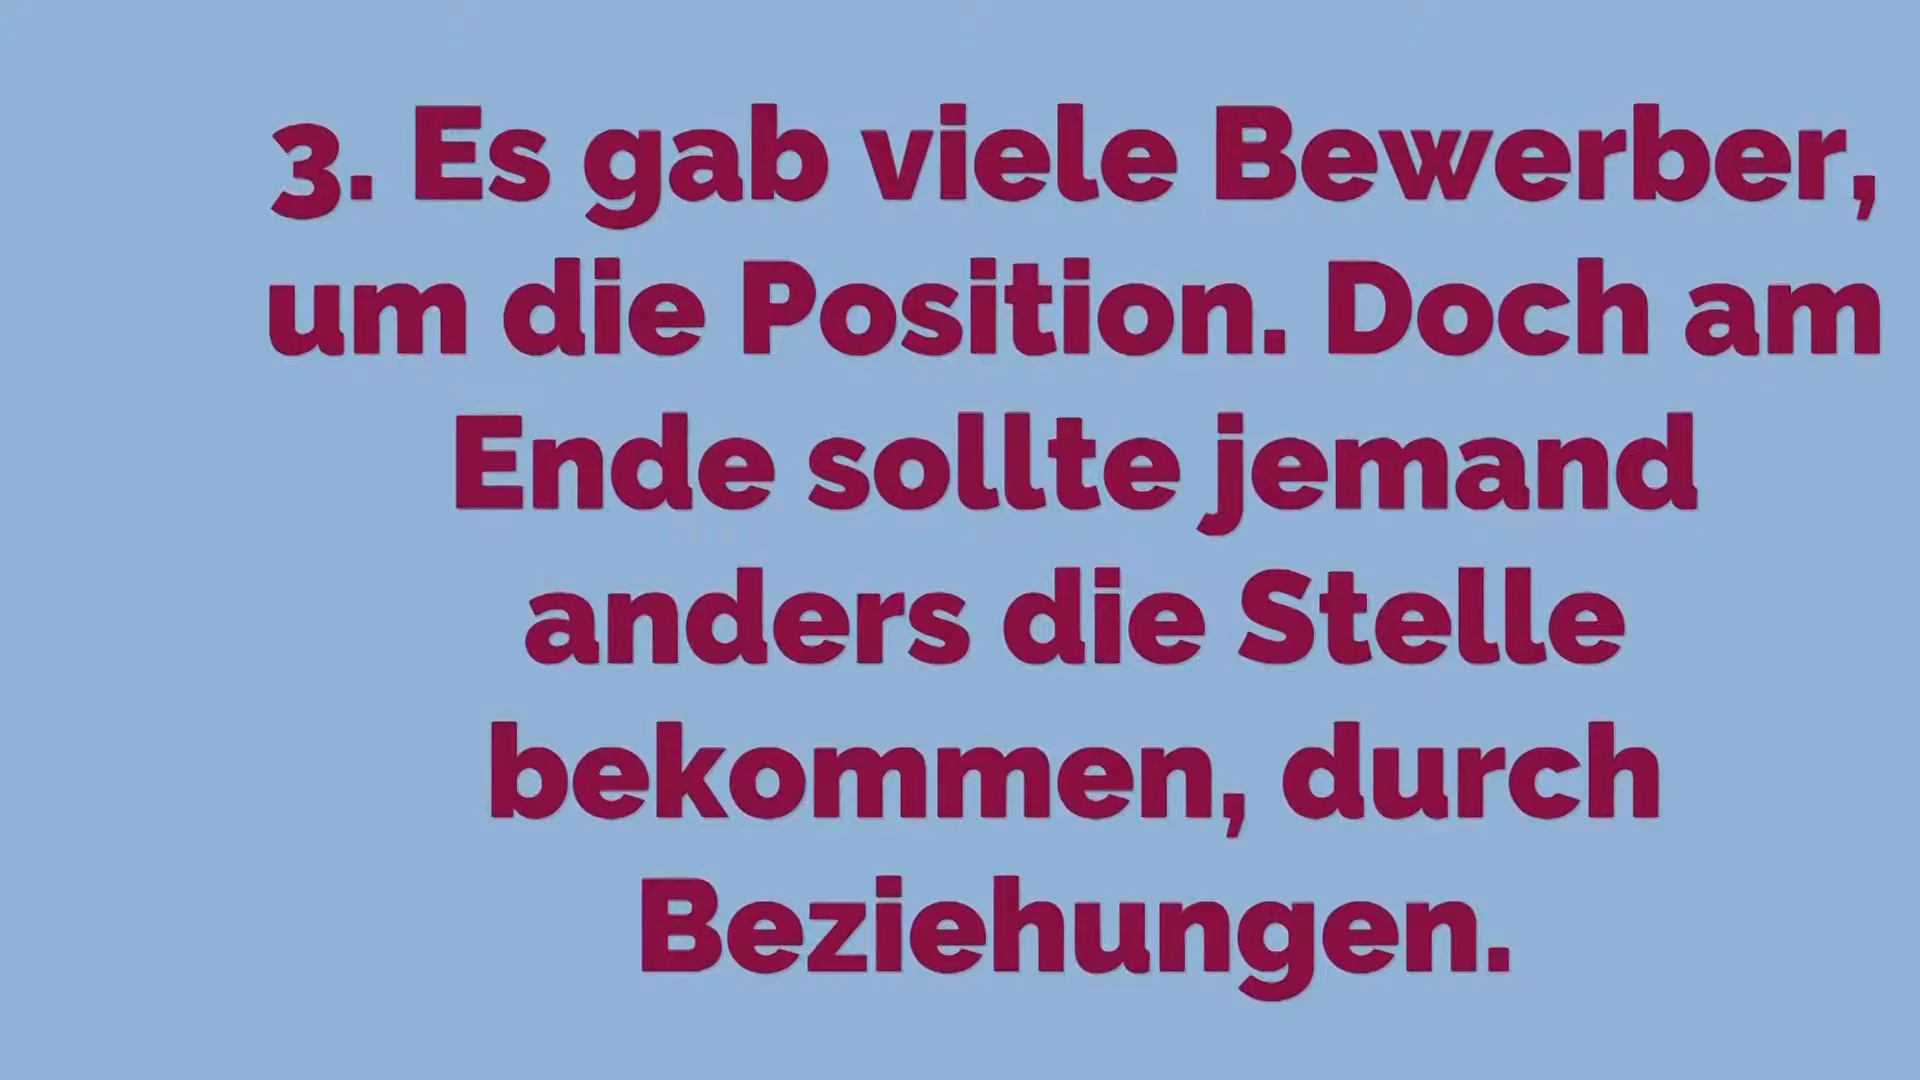 3. Es gab viele Bewerber,
um die Position. Doch am
Ende sollte jemand
anders die Stelle
bekommen, durch
Beziehungen.